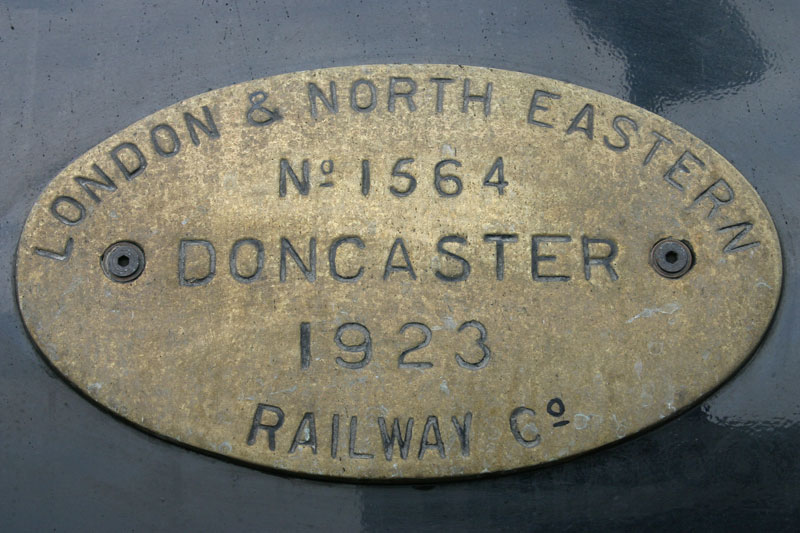 LONDON & NORTH EASTERN
Nº 1564
DONCASTER
1923
RAILWAY Cº